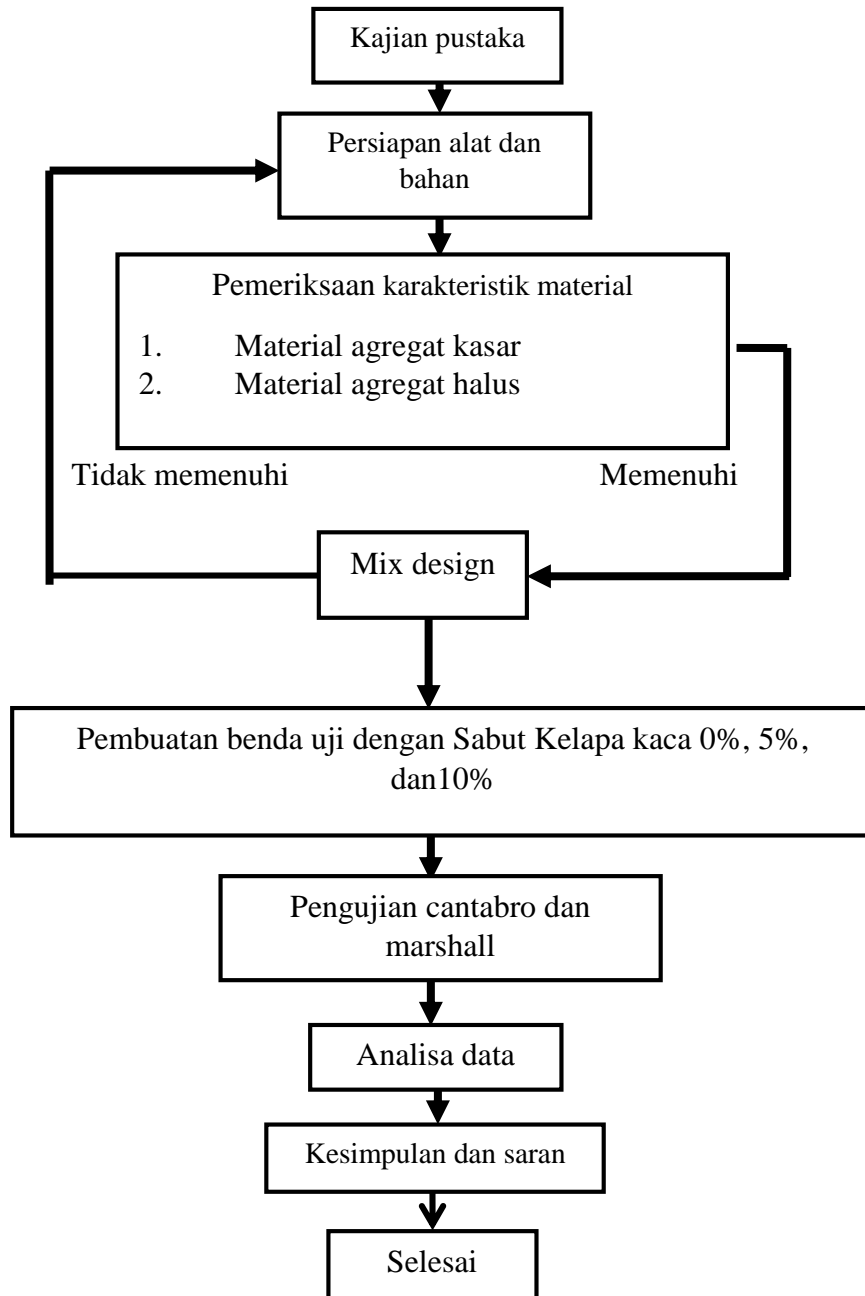 Kajian pustaka
Persiapan alat dan
bahan
Pemeriksaan karakteristik material
1. Material agregat kasar
2. Material agregat halus
Tidak memenuhi
Memenuhi
Mix design
Pembuatan benda uji dengan Sabut Kelapa kaca 0%, 5%,
dan10%
Pengujian cantabro dan
marshall
Analisa data
Kesimpulan dan saran
Selesai